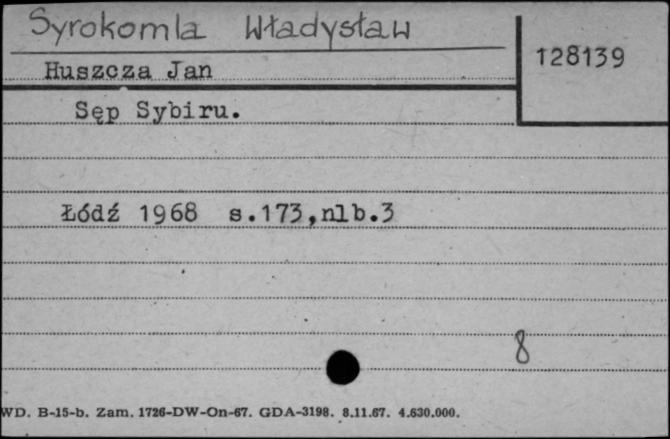 Syrokomla Władysław
128139
Huszcza Jan
Sęp Sybiru.
Łódź 1968 s.173,nlb.3
8
WD. B-15-b. Zam. 1726-DW-On-67. GDA-3198. 8.11.67. 4.630.000.